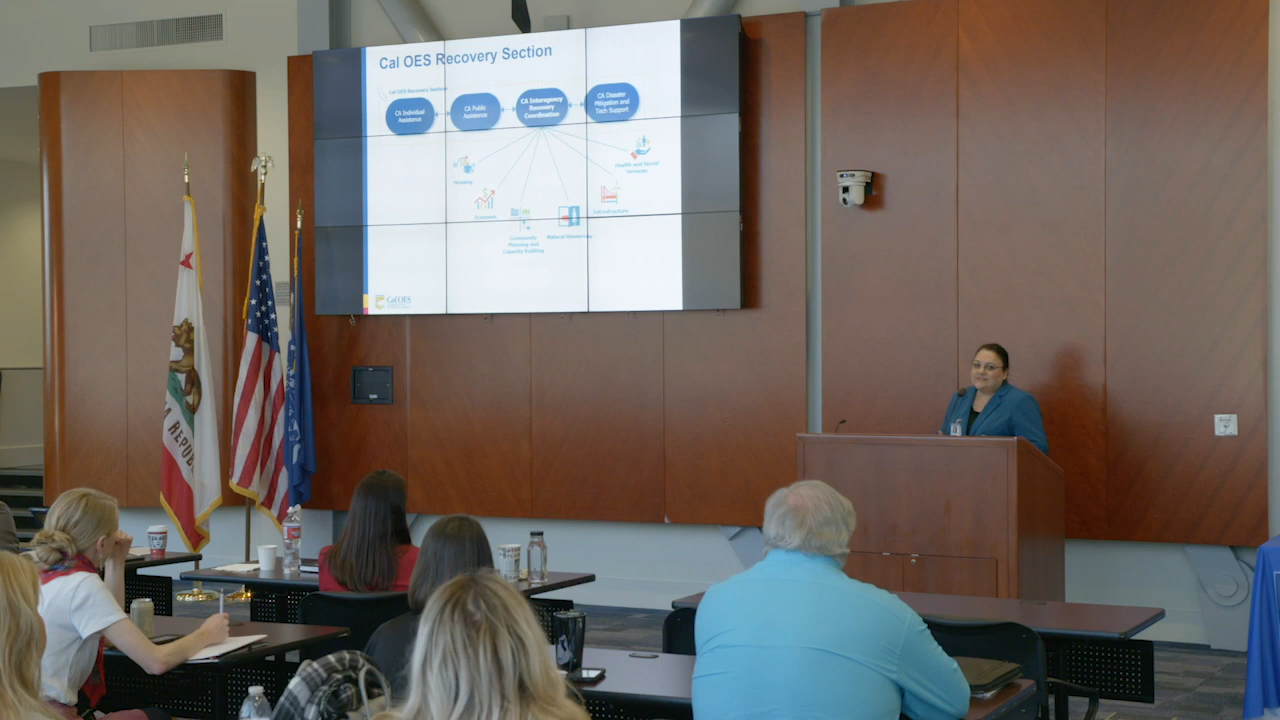 Cal OES Recovery Section
Cal OES Recovery Section
CA Individual
Assistance
CA Public
Assistance
CA Interagency
Recovery
Coordination
CA Disaster
Mitigation and
Tech Support
Housing
Economic
Community
Planning and
Capacity Building
Natural Resources
Infrastructure
Health and Social
Services
Cal OES
REPUB